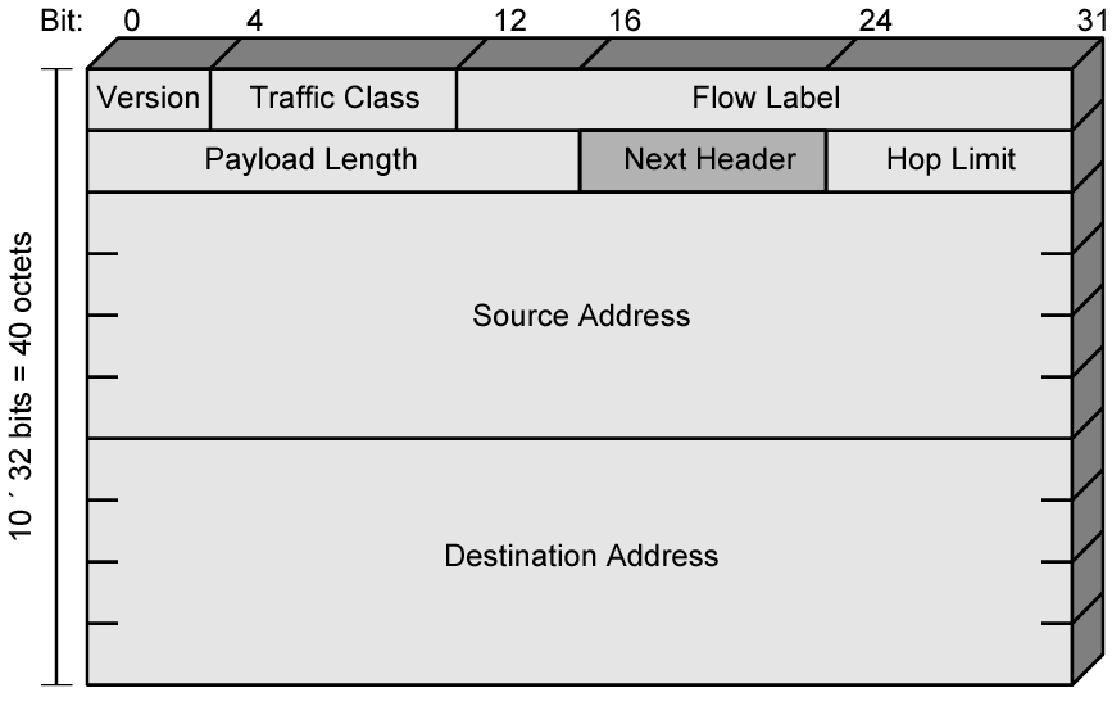 Bit: 0 4 12 16 24 31
Version Traffic Class Flow Label
Payload Length Next Header Hop Limit
10 ´ 32 bits = 40 octets
Source Address
Destination Address